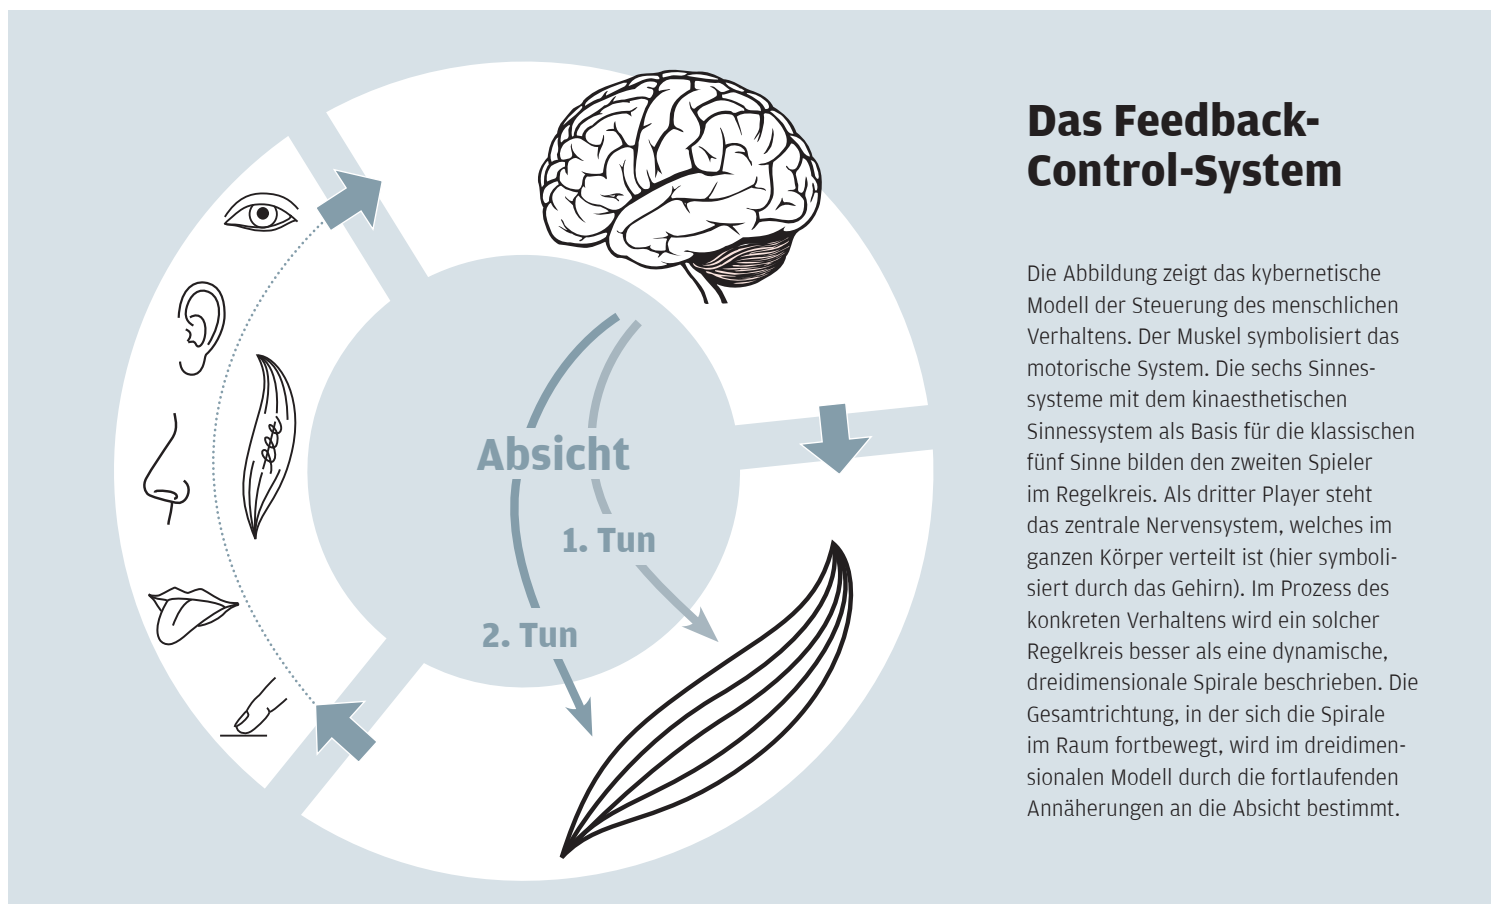 Das Feedback-
Control-System
Die Abbildung zeigt das kybernetische
Modell der Steuerung des menschlichen
Verhaltens. Der Muskel symbolisiert das
motorische System. Die sechs Sinnes-
systeme mit dem kinaesthetischen
Sinnessystem als Basis für die klassischen
fünf Sinne bilden den zweiten Spieler
im Regelkreis. Als dritter Player steht
das zentrale Nervensystem, welches im
ganzen Körper verteilt ist (hier symboli-
siert durch das Gehirn). Im Prozess des
konkreten Verhaltens wird ein solcher
Regelkreis besser als eine dynamische,
dreidimensionale Spirale beschrieben. Die
Gesamtrichtung, in der sich die Spirale
im Raum fortbewegt, wird im dreidimen-
sionalen Modell durch die fortlaufenden
Annäherungen an die Absicht bestimmt.
Absicht
1. Tun
2. Tun